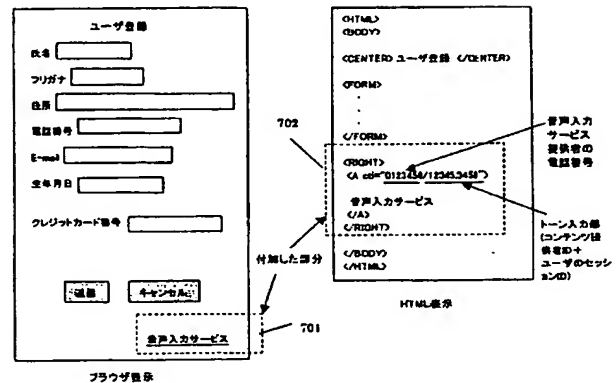 ユーザ登録
氏名
フリガナ
住所
電話番号
E-mail
生年月日
クレジットカード番号
送信
キャンセル
音声入力サービス
701
ブラウザ表示
付加した部分
702
<HTML>
<BODY>
<CENTER> ユーザ登録 </CENTER>
<FORM>
</FORM>
<RIGHT>
音声入力サービス
</A>
</RIGHT>
</BODY>
</HTML>
HTML表示
音声入力
サービス
提供者の
電話番号
トーン入力部
(コンテンツ提
供者ID+
ユーザのセッシ
ョンID)